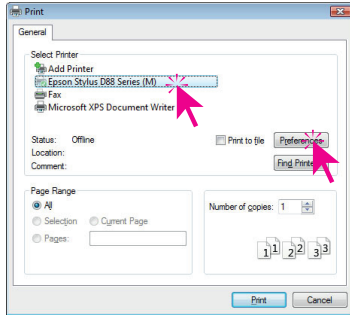 Print
General
Select Printer
Add Printer
Epson Stylus D88 Series (M)
Fax
Microsoft XPS Document Writer
Status: Offline
Print to file
Preferences
Location:
Comment:
Find Printer
Page Range
All
Selection
Current Page
Pages:
Number of copies: 1
1 1 2 2 3 3
Print
Cancel